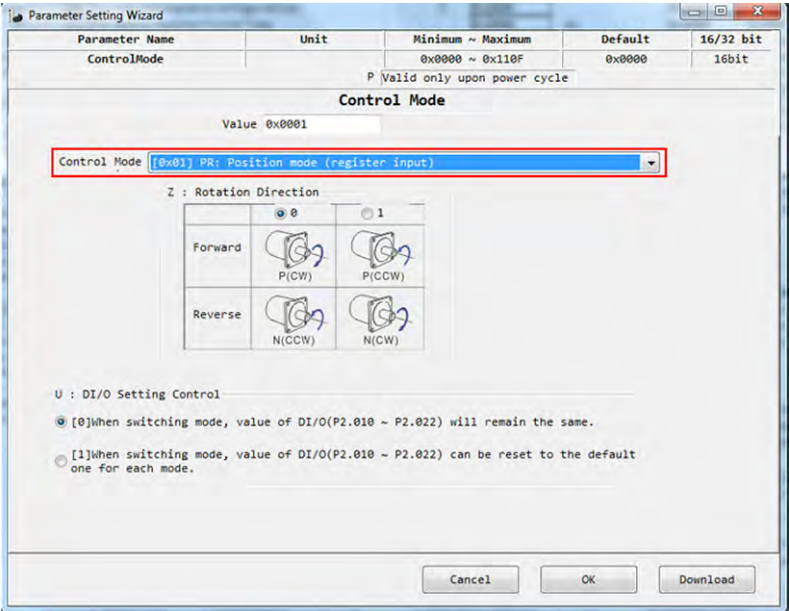 Parameter Setting Wizard
Parameter Name Unit Minimum ~ Maximum Default 16/32 bit
ControlMode 0x0000 ~ 0x110F 0x0000 16bit
P Valid only upon power cycle
Control Mode
Value 0x0001
Control Mode [0x01] PR: Position mode (register input)
Z : Rotation Direction
0 1
Forward P(CW) P(CCW)
Reverse N(CCW) N(CW)
U : DI/O Setting Control
[0]When switching mode, value of DI/O(P2.010 ~ P2.022) will remain the same.
[1]When switching mode, value of DI/O(P2.010 ~ P2.022) can be reset to the default
one for each mode.
Cancel OK Download